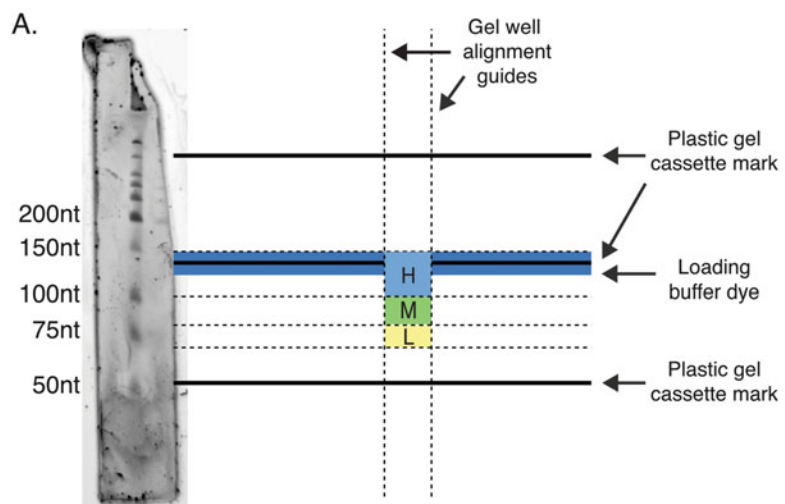 A.
Gel well
alignment
guides
Plastic gel
cassette mark
200nt
150nt
H
Loading
buffer dye
100nt
M
75nt
L
50nt
Plastic gel
cassette mark